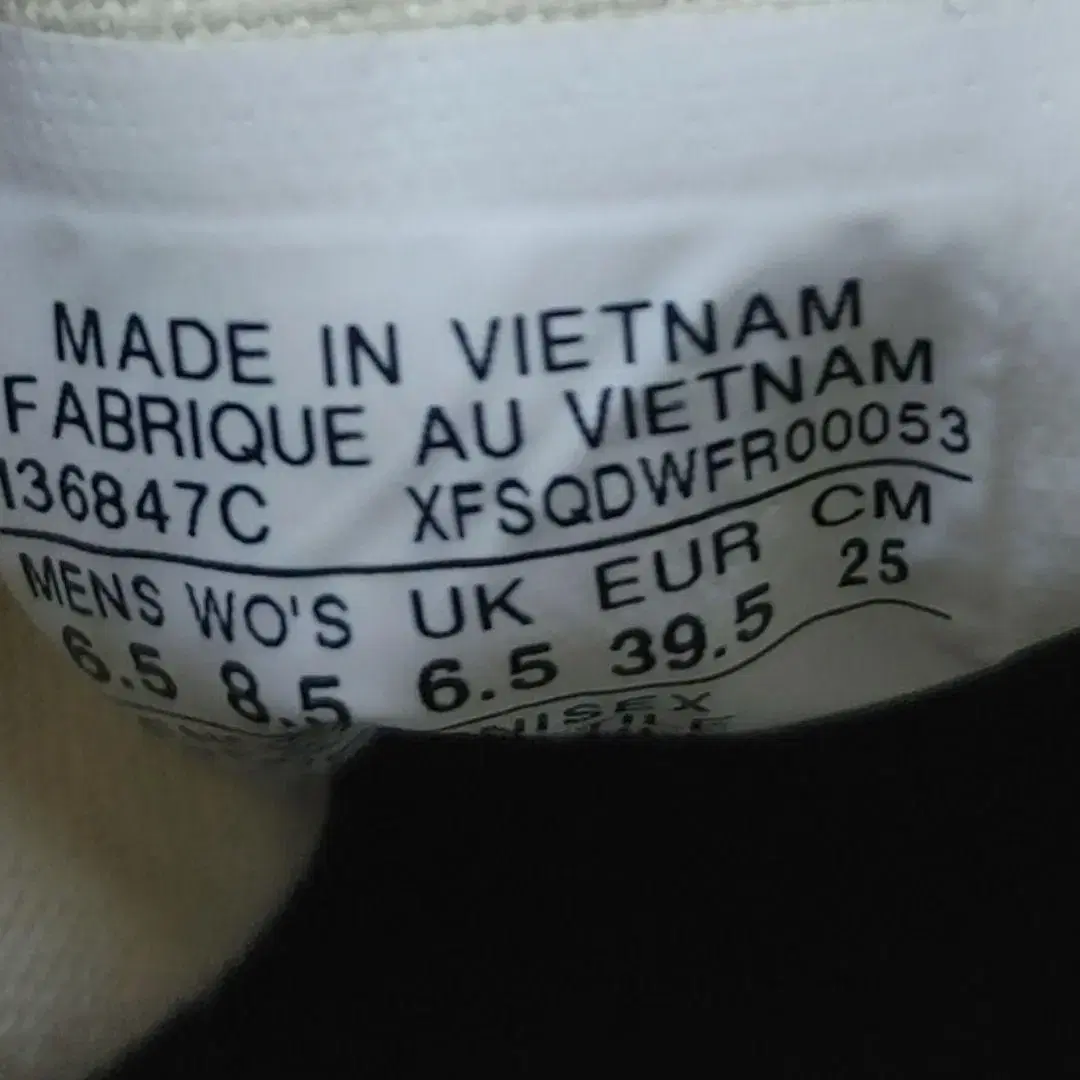 MADE IN VIETNAM
FABRIQUE AU VIETNAM
136847C XFSQDWFR00053
MENS WO'S UK EUR CM
6.5 8.5 6.5 39.5 25
UNISEX